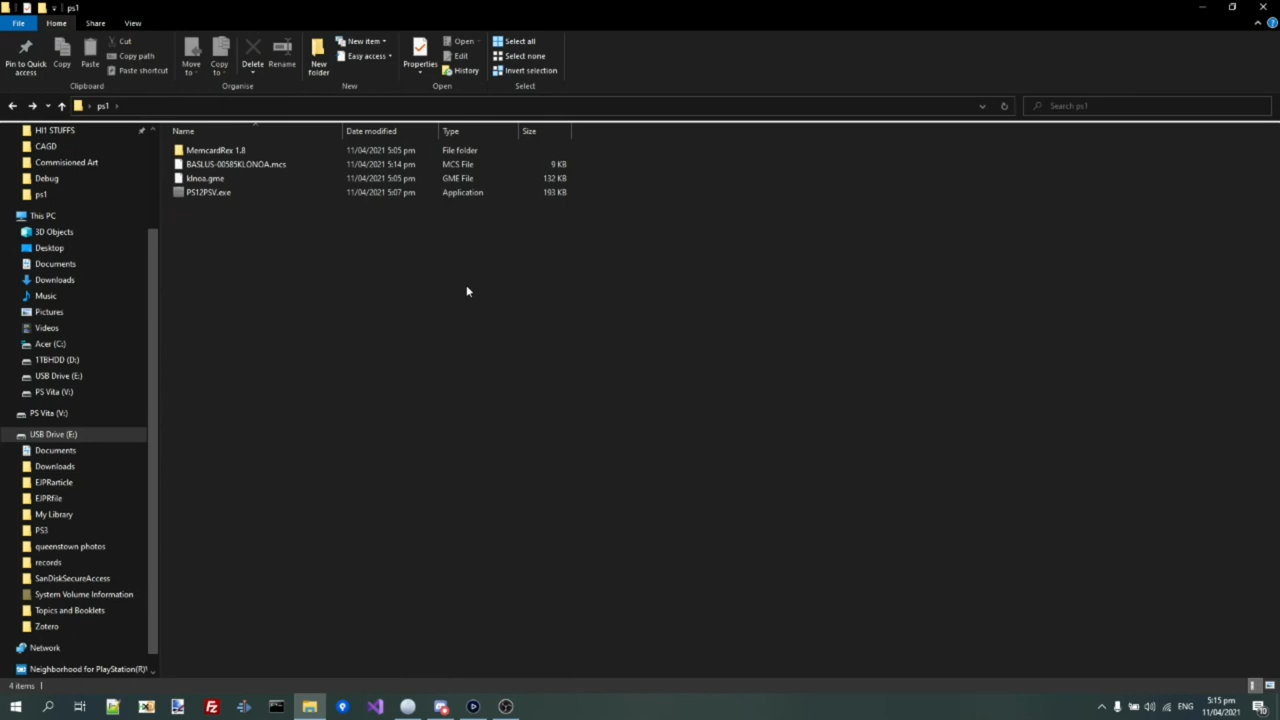 ps1
File Home Share View
Pin to Quick access
Copy
Paste
Cut
Copy path
Paste shortcut
Move to
Copy to
Delete
Rename
New folder
New item
Easy access
Properties
Open
Edit
History
Select all
Select none
Invert selection
Clipboard Organise New Open Select
ps1
Search ps1
Name Date modified Type Size
MemcardRex 1.8 11/04/2021 5:05 pm File folder
BASLUS-00585KLONOA.mcs 11/04/2021 5:14 pm MCS File 9 KB
klnoa.gme 11/04/2021 5:05 pm GME File 132 KB
PS12PSV.exe 11/04/2021 5:07 pm Application 193 KB
HI1 STUFFS
CAGD
Commisioned Art
Debug
ps1
This PC
3D Objects
Desktop
Documents
Downloads
Music
Pictures
Videos
Acer (C:)
1TBHDD (D:)
USB Drive (E:)
PS Vita (V:)
PS Vita (V:)
USB Drive (E:)
Documents
Downloads
EJPRarticle
EJPRfile
My Library
PS3
queenstown photos
records
SanDiskSecureAccess
System Volume Information
Topics and Booklets
Zotero
Network
Neighborhood for PlayStation(R)
4 items
ENG
5:15 pm
11/04/2021